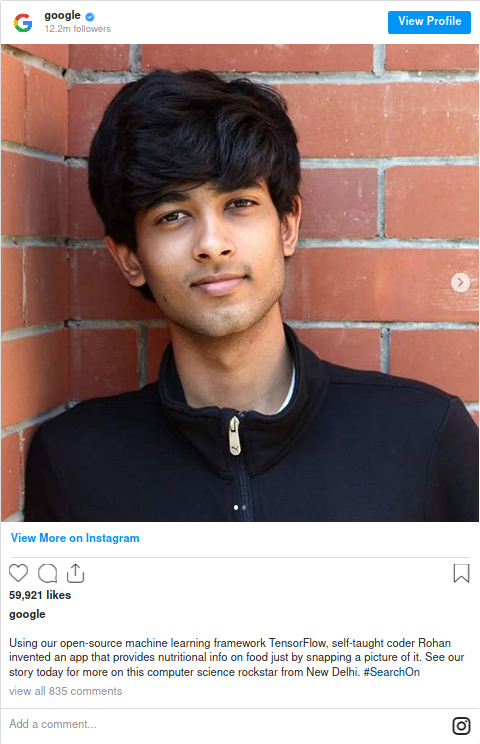 google
12.2m followers
View Profile
View More on Instagram
59,921 likes
google
Using our open-source machine learning framework TensorFlow, self-taught coder Rohan
invented an app that provides nutritional info on food just by snapping a picture of it. See our
story today for more on this computer science rockstar from New Delhi. #SearchOn
view all 835 comments
Add a comment...